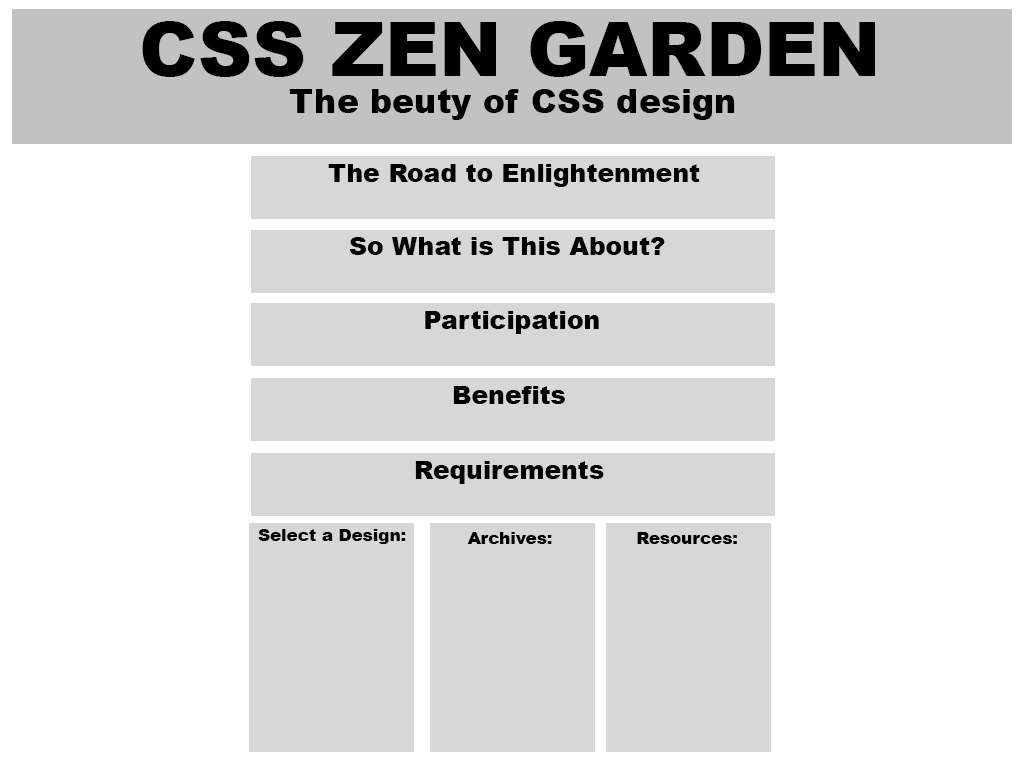 CSS ZEN GARDEN
The beuty of CSS design
The Road to Enlightenment
So What is This About?
Participation
Benefits
Requirements
Select a Design:
Archives:
Resources: